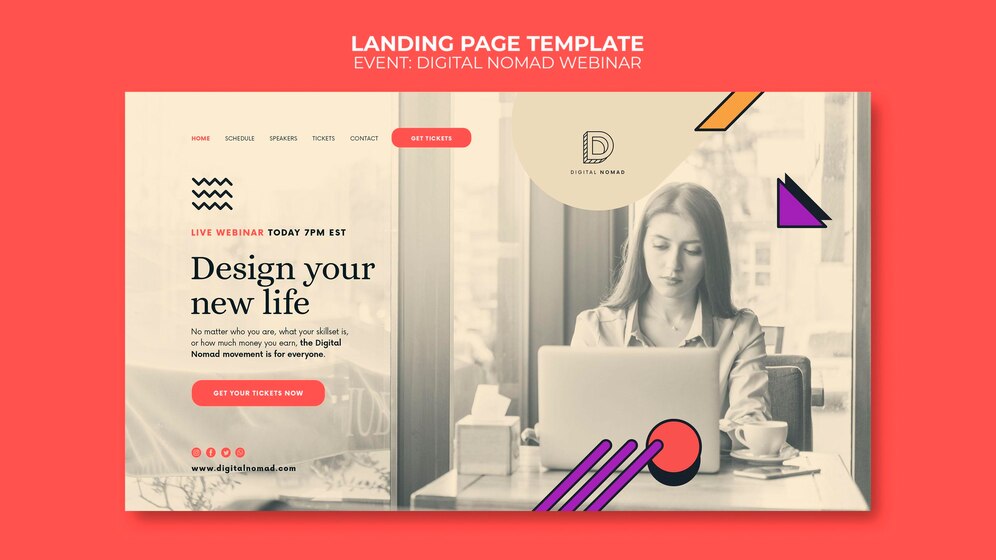 LANDING PAGE TEMPLATE
EVENT: DIGITAL NOMAD WEBINAR
HOME SCHEDULE SPEAKERS TICKETS CONTACT GET TICKETS
D
DIGITAL NOMAD
LIVE WEBINAR TODAY 7PM EST
Design your
new life
No matter who you are, what your skillset is,
or how much money you earn, the Digital
Nomad movement is for everyone.
GET YOUR TICKETS NOW
www.digitalnomad.com